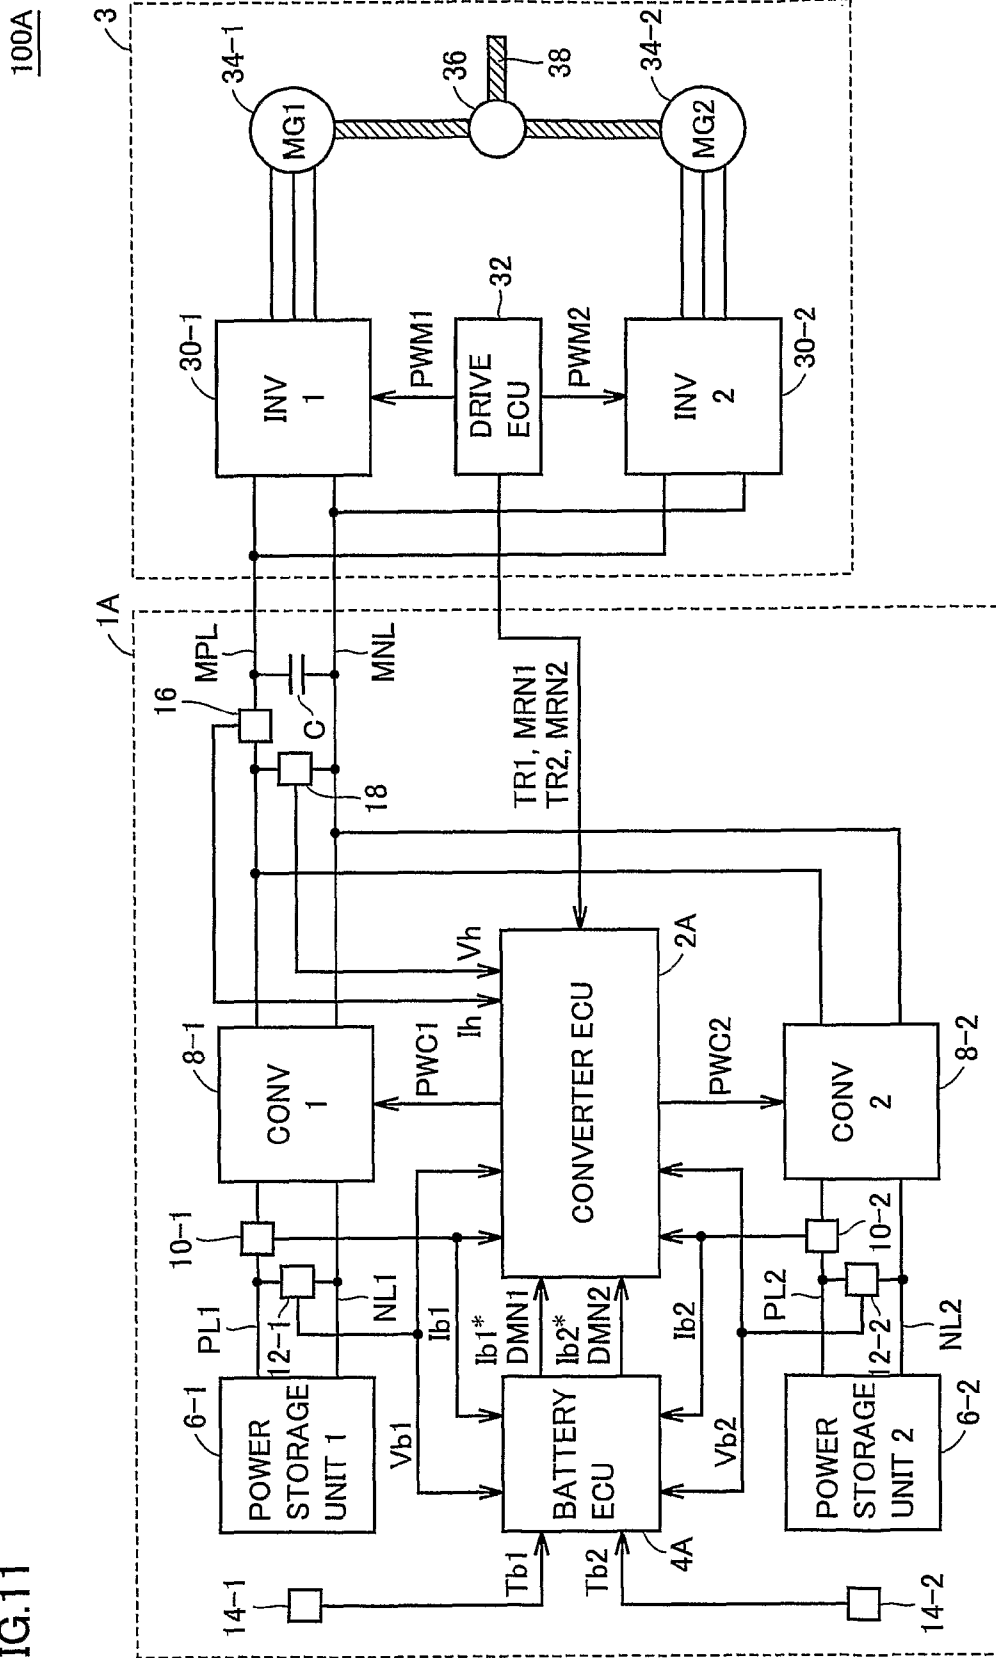 IG.11
100A
1A
3
14-1
Tb1
Tb2
14-2
6-1
POWER
STORAGE
UNIT 1
PL1
12-1
NL1
10-1
Vb1
Ib1
BATTERY
ECU
4A
Ib1*
DMN1
Ib2*
DMN2
Ib2
Vb2
POWER
STORAGE
UNIT 2
6-2
PL2
12-2
NL2
10-2
8-1
CONV
1
PWC1
CONVERTER ECU
2A
PWC2
CONV
2
8-2
Ih
Vh
16
18
C
MPL
MNL
TR1, MRN1
TR2, MRN2
30-1
INV
1
PWM1
DRIVE
ECU
32
PWM2
INV
2
30-2
34-1
MG1
36
38
34-2
MG2